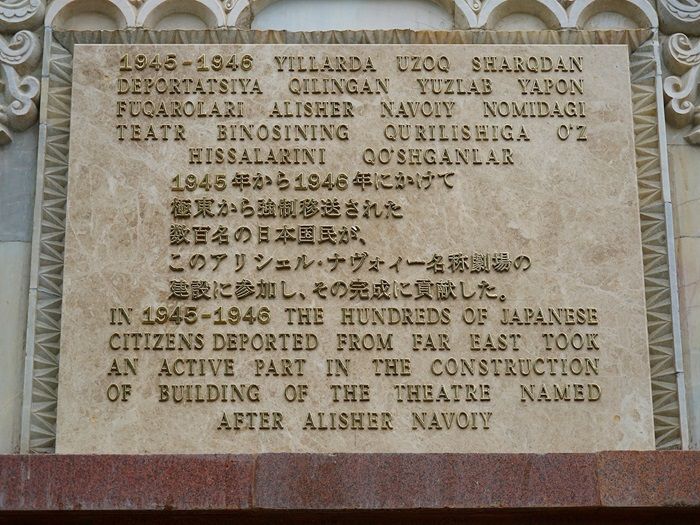 1945-1946 YILLARDA UZOQ SHARQDAN
DEPORTATSIYA QILINGAN YUZLAB YAPON
FUQAROLARI ALISHER NAVOIY NOMIDAGI
TEATR BINOSINING QURILISHIGA O'Z
HISSALARINI QO'SHGANLAR
1945年から1946年にかけて
極東から強制移送された
数百名の日本国民が、
このアリシェル・ナヴォィー名称劇場の
建設に参加し、その完成に貢献した。
IN 1945-1946 THE HUNDREDS OF JAPANESE
CITIZENS DEPORTED FROM FAR EAST TOOK
AN ACTIVE PART IN THE CONSTRUCTION
OF BUILDING OF THE THEATRE NAMED
AFTER ALISHER NAVOIY